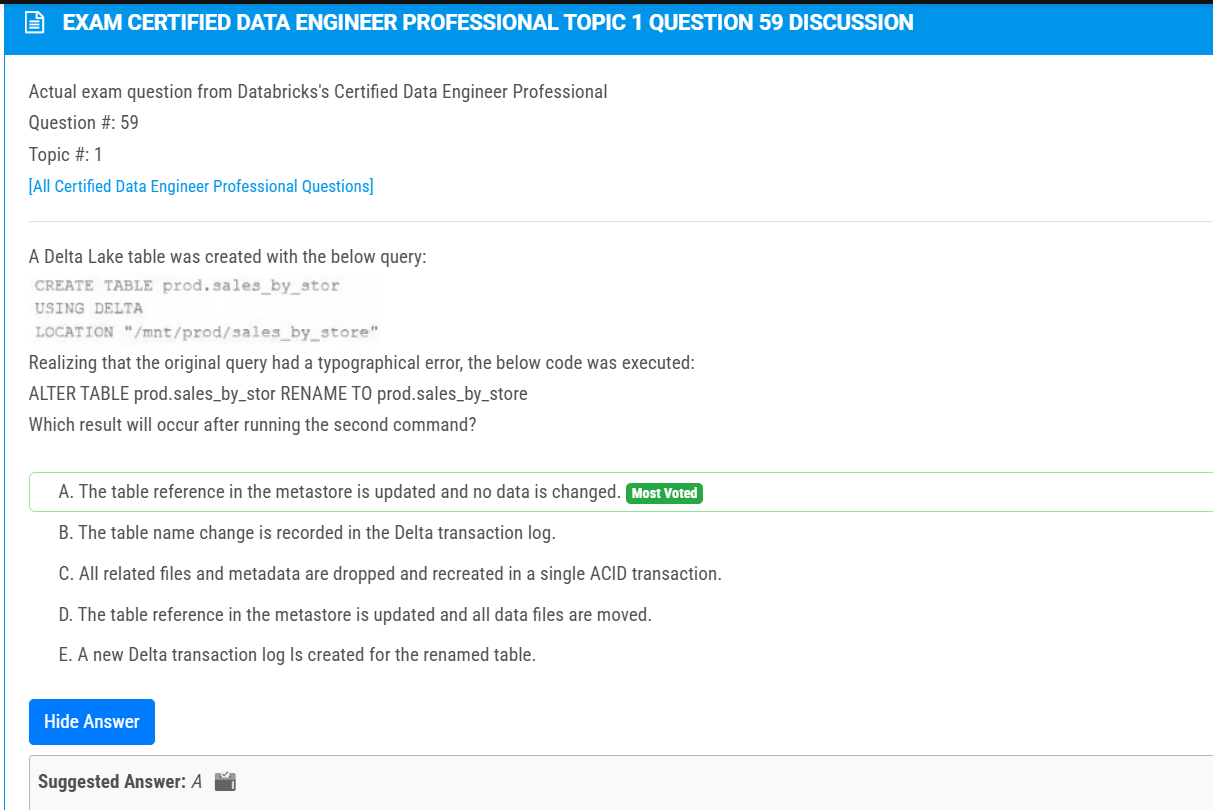 EXAM CERTIFIED DATA ENGINEER PROFESSIONAL TOPIC 1 QUESTION 59 DISCUSSION
Actual exam question from Databricks's Certified Data Engineer Professional
Question #: 59
Topic #: 1
[All Certified Data Engineer Professional Questions]
A Delta Lake table was created with the below query:
CREATE TABLE prod.sales_by_stor
USING DELTA
LOCATION "/mnt/prod/sales_by_store"
Realizing that the original query had a typographical error, the below code was executed:
ALTER TABLE prod.sales_by_stor RENAME TO prod.sales_by_store
Which result will occur after running the second command?
A. The table reference in the metastore is updated and no data is changed. Most Voted
B. The table name change is recorded in the Delta transaction log.
C. All related files and metadata are dropped and recreated in a single ACID transaction.
D. The table reference in the metastore is updated and all data files are moved.
E. A new Delta transaction log Is created for the renamed table.
Hide Answer
Suggested Answer: A